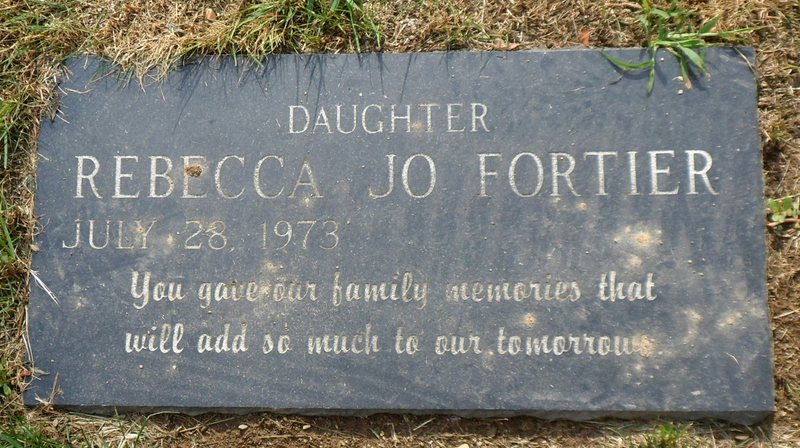 DAUGHTER
REBECCA JO FORTIER
JULY 28, 1973
You gave our family memories that
will add so much to our tomorrows.